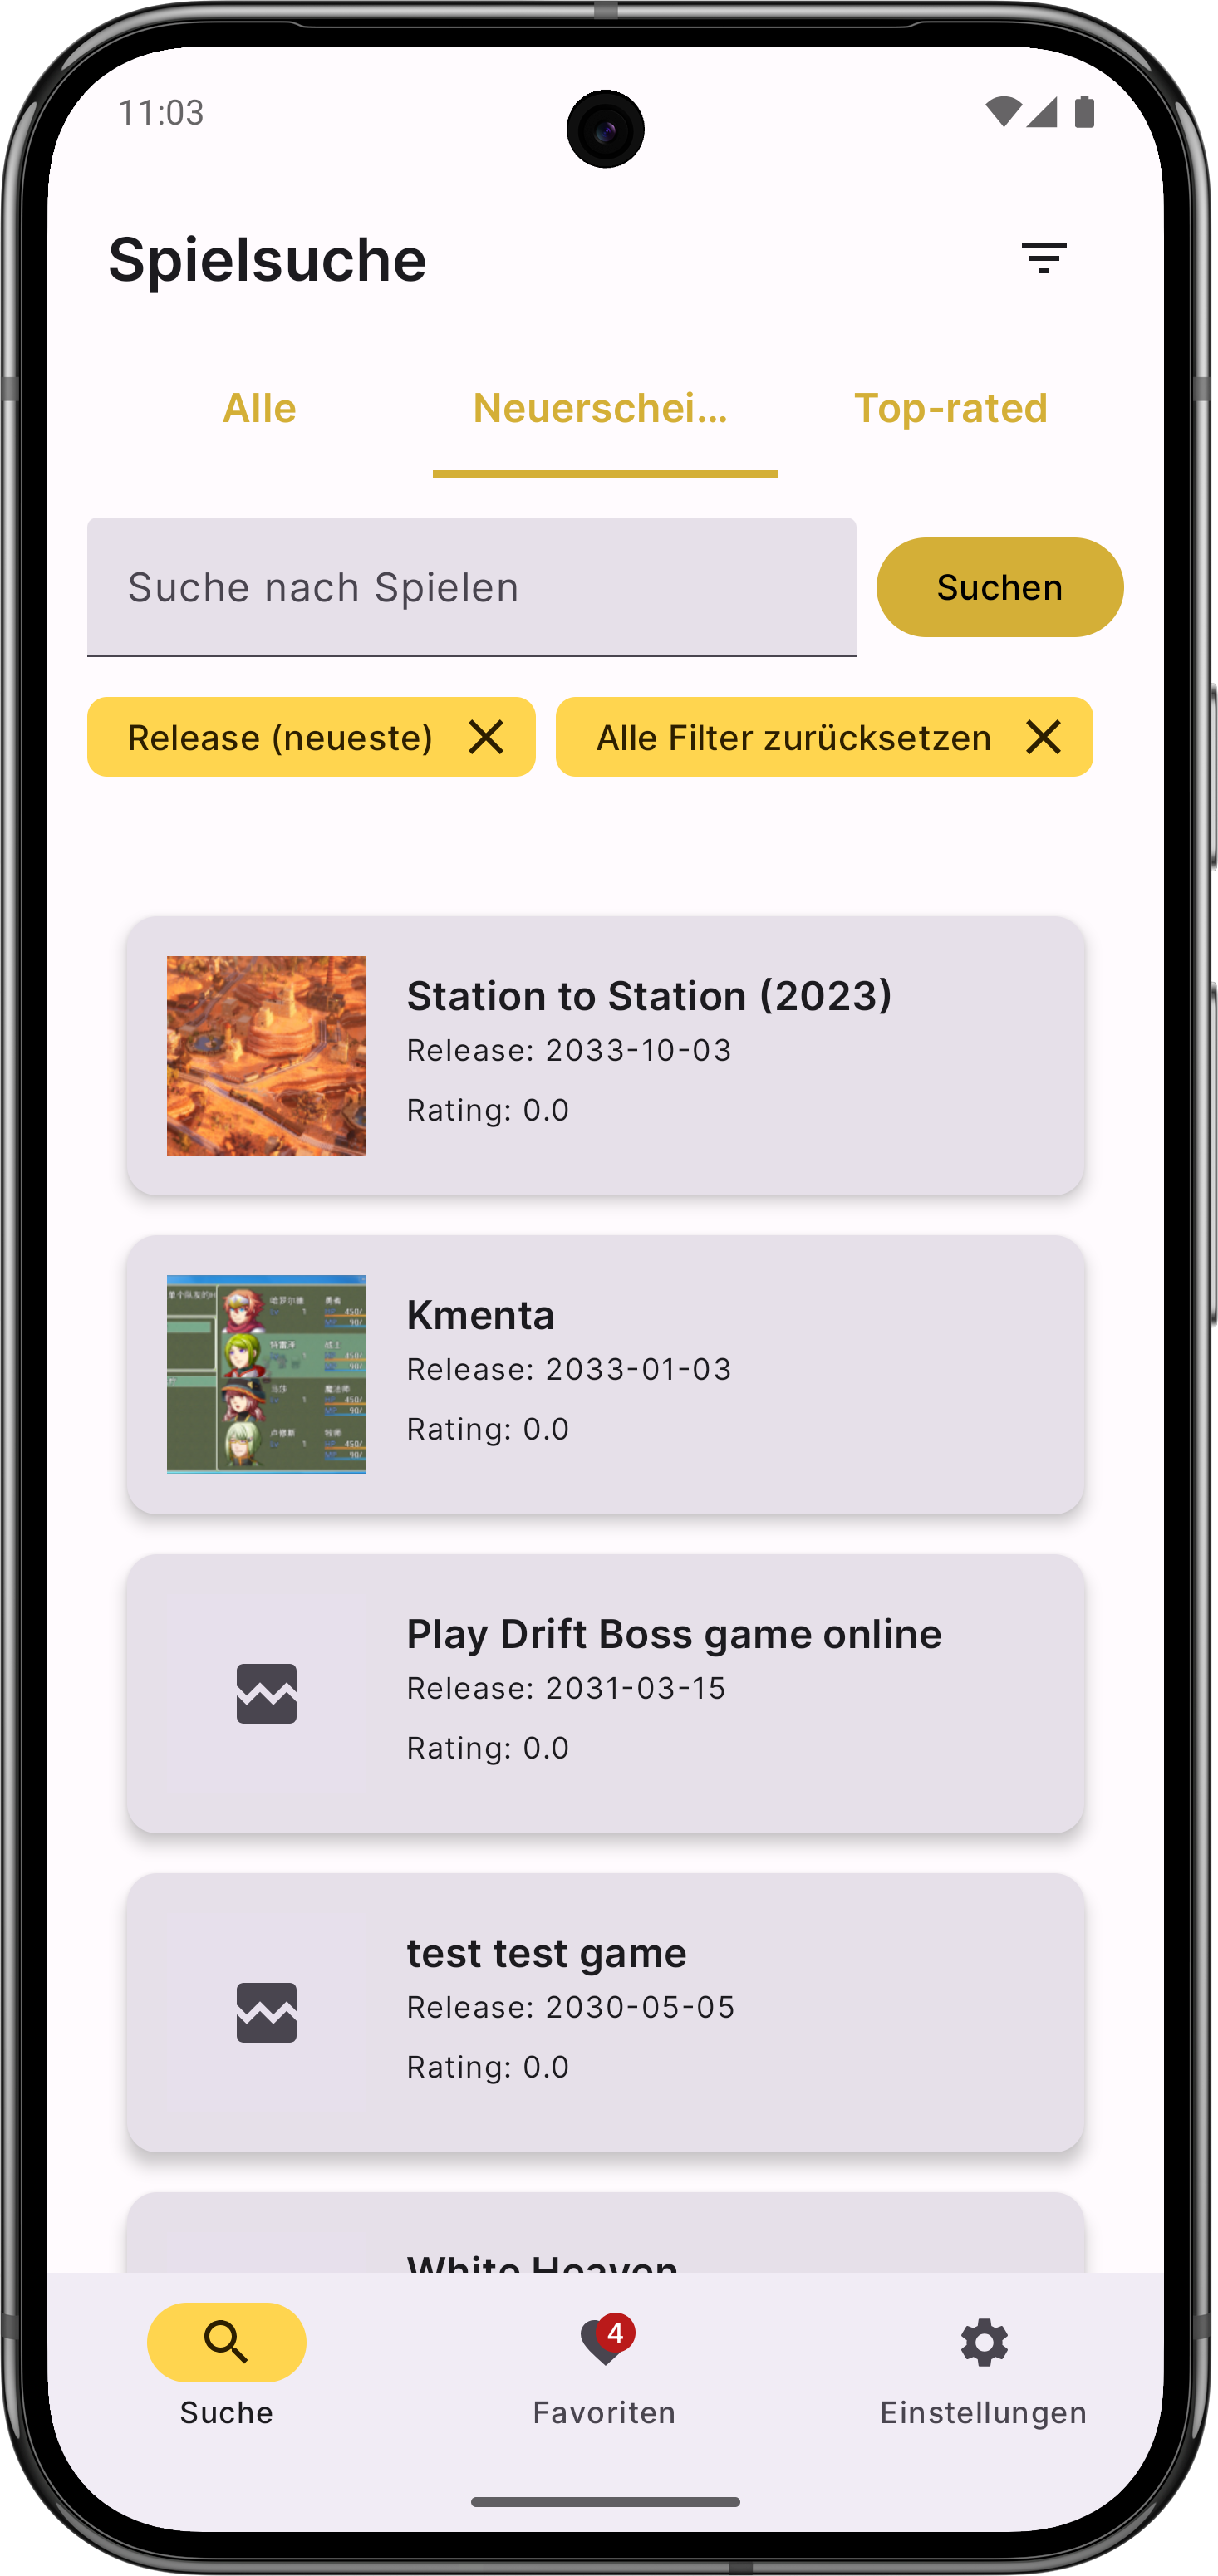 11:03
Spielsuche
Alle
Neuerschei...
Top-rated
Suche nach Spielen
Suchen
Release (neueste)
Alle Filter zurücksetzen
Station to Station (2023)
Release: 2033-10-03
Rating: 0.0
Kmenta
Release: 2033-01-03
Rating: 0.0
Play Drift Boss game online
Release: 2031-03-15
Rating: 0.0
test test game
Release: 2030-05-05
Rating: 0.0
White Heaven
4
Suche
Favoriten
Einstellungen